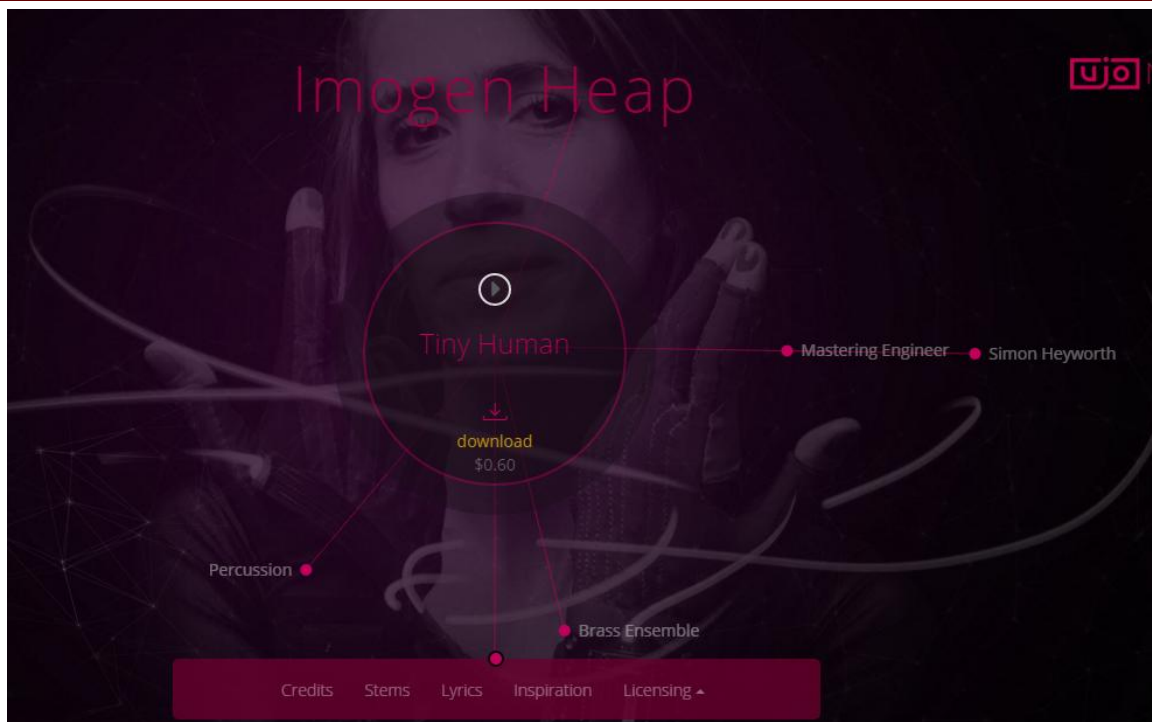 Imogen Heap
ujo
Tiny Human
download
$0.60
Mastering Engineer
Simon Heyworth
Percussion
Brass Ensemble
Credits Stems Lyrics Inspiration Licensing